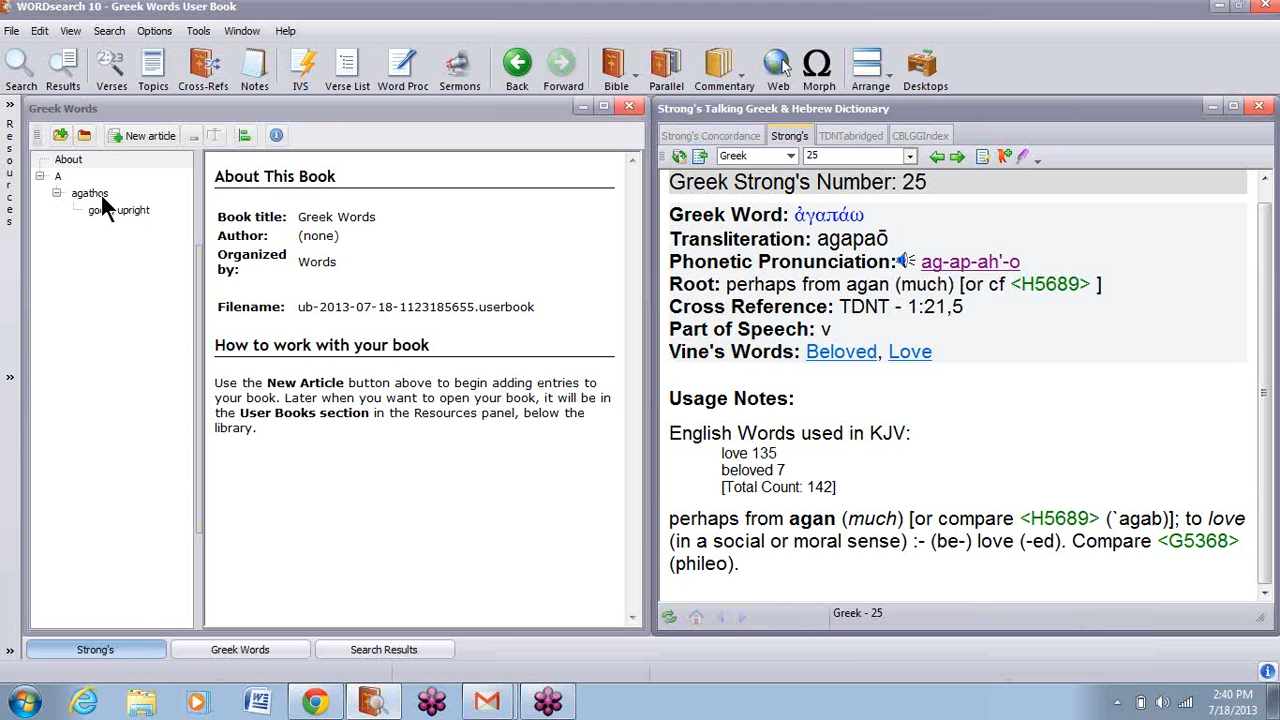 WORDsearch 10 - Greek Words User Book
File Edit View Search Tools Options Window Help
Search Results Verses Topics Cross-Refs Notes IVS Verse List Word Proc Sermons Back Forward Bible Parallel Commentary Web Morph Arrange Desktops
Resources
Greek Words
New article
About
A
agathos
upright
About This Book
Book title: Greek Words
Author: (none)
Organized by: Words
Filename: ub-2013-07-18-1123185655.userbook
How to work with your book
Use the New Article button above to begin adding entries to
your book. Later when you want to open your book, it will be in
the User Books section in the Resources panel, below the
library.
Strong's Talking Greek & Hebrew Dictionary
Strong's Concordance Strong's TDNTabridged CBLGGIndex
Greek 25
Greek Strong's Number: 25
Greek Word: ἀγαπάω
Transliteration: agapaō
Phonetic Pronunciation: ag-ap-ah'-o
Root: perhaps from agan (much) [or cf <H5689> ]
Cross Reference: TDNT - 1:21,5
Part of Speech: v
Vine's Words: Beloved, Love
Usage Notes:
English Words used in KJV:
love 135
beloved 7
[Total Count: 142]
perhaps from agan (much) [or compare <H5689> (`agab)]; to love
(in a social or moral sense) :- (be-) love (-ed). Compare <G5368>
(phileo).
Greek - 25
Strong's Greek Words Search Results
2:40 PM
7/18/2013